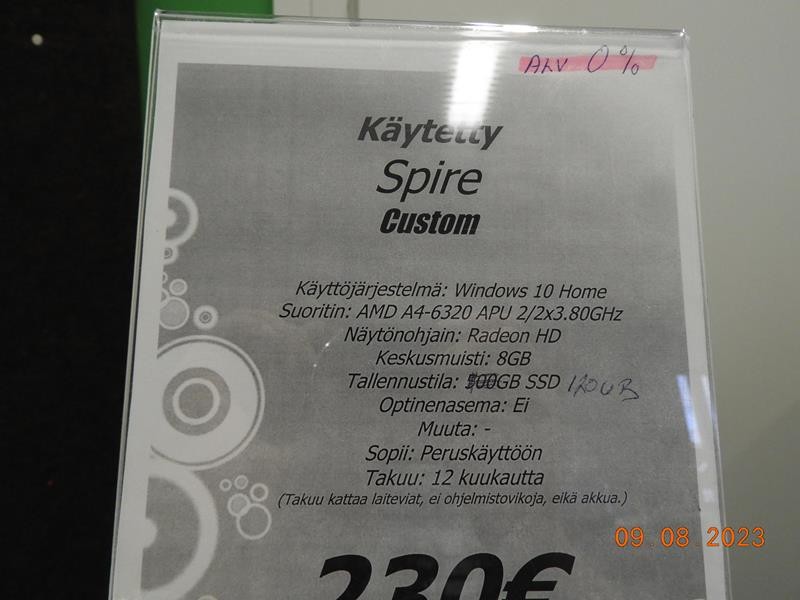 ALV 0%
Käytetty
Spire
Custom
Käyttöjärjestelmä: Windows 10 Home
Suoritin: AMD A4-6320 APU 2/2x3.80GHz
Näytönohjain: Radeon HD
Keskusmuisti: 8GB
Tallennustila: GB SSD 120GB
Optinenasema: Ei
Muuta: -
Sopii: Peruskäyttöön
Takuu: 12 kuukautta
(Takuu kattaa laiteviat, ei ohjelmistovikoja, eikä akkua.)
09.08.2023
230€